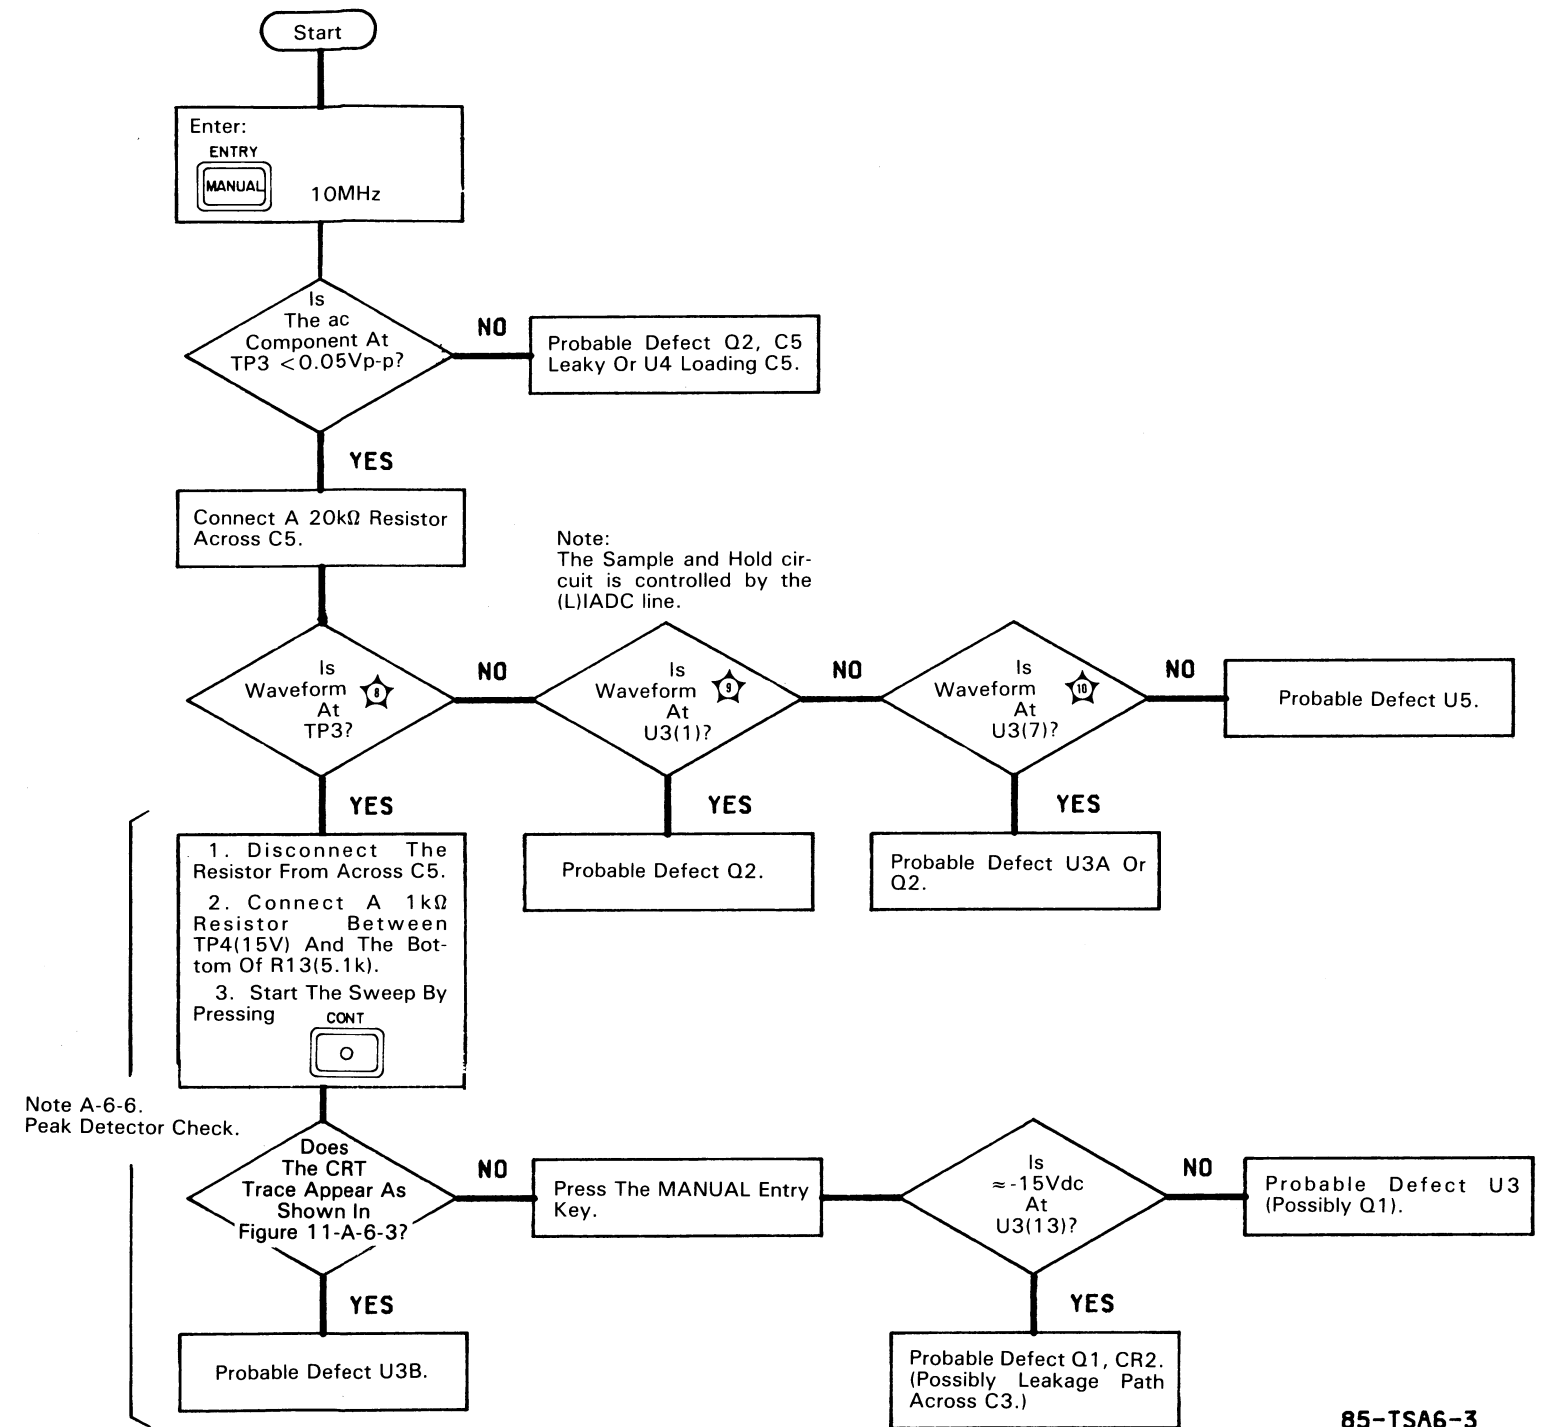 Start
Enter:
ENTRY
MANUAL
10MHz
Is
The ac
Component At
TP3 <0.05Vp-p?
NO
Probable Defect Q2, C5
Leaky Or U4 Loading C5.
YES
Connect A 20kΩ Resistor
Across C5.
Note:
The Sample and Hold cir-
cuit is controlled by the
(L)IADC line.
Is
Waveform 8
At
TP3?
NO
Is
Waveform 9
At
U3(1)?
NO
Is
Waveform 10
At
U3(7)?
NO
Probable Defect U5.
YES
YES
YES
1. Disconnect The
Resistor From Across C5.
2. Connect A 1kΩ
Resistor Between
TP4(15V) And The Bot-
tom Of R13(5.1k).
3. Start The Sweep By
Pressing
CONT
Probable Defect Q2.
Probable Defect U3A Or
Q2.
Note A-6-6.
Peak Detector Check.
Does
The CRT
Trace Appear As
Shown In
Figure 11-A-6-3?
NO
Press The MANUAL Entry
Key.
Is
≈-15Vdc
At
U3(13)?
NO
Probable Defect U3
(Possibly Q1).
YES
YES
Probable Defect U3B.
Probable Defect Q1, CR2.
(Possibly Leakage Path
Across C3.)
85-TSA6-3